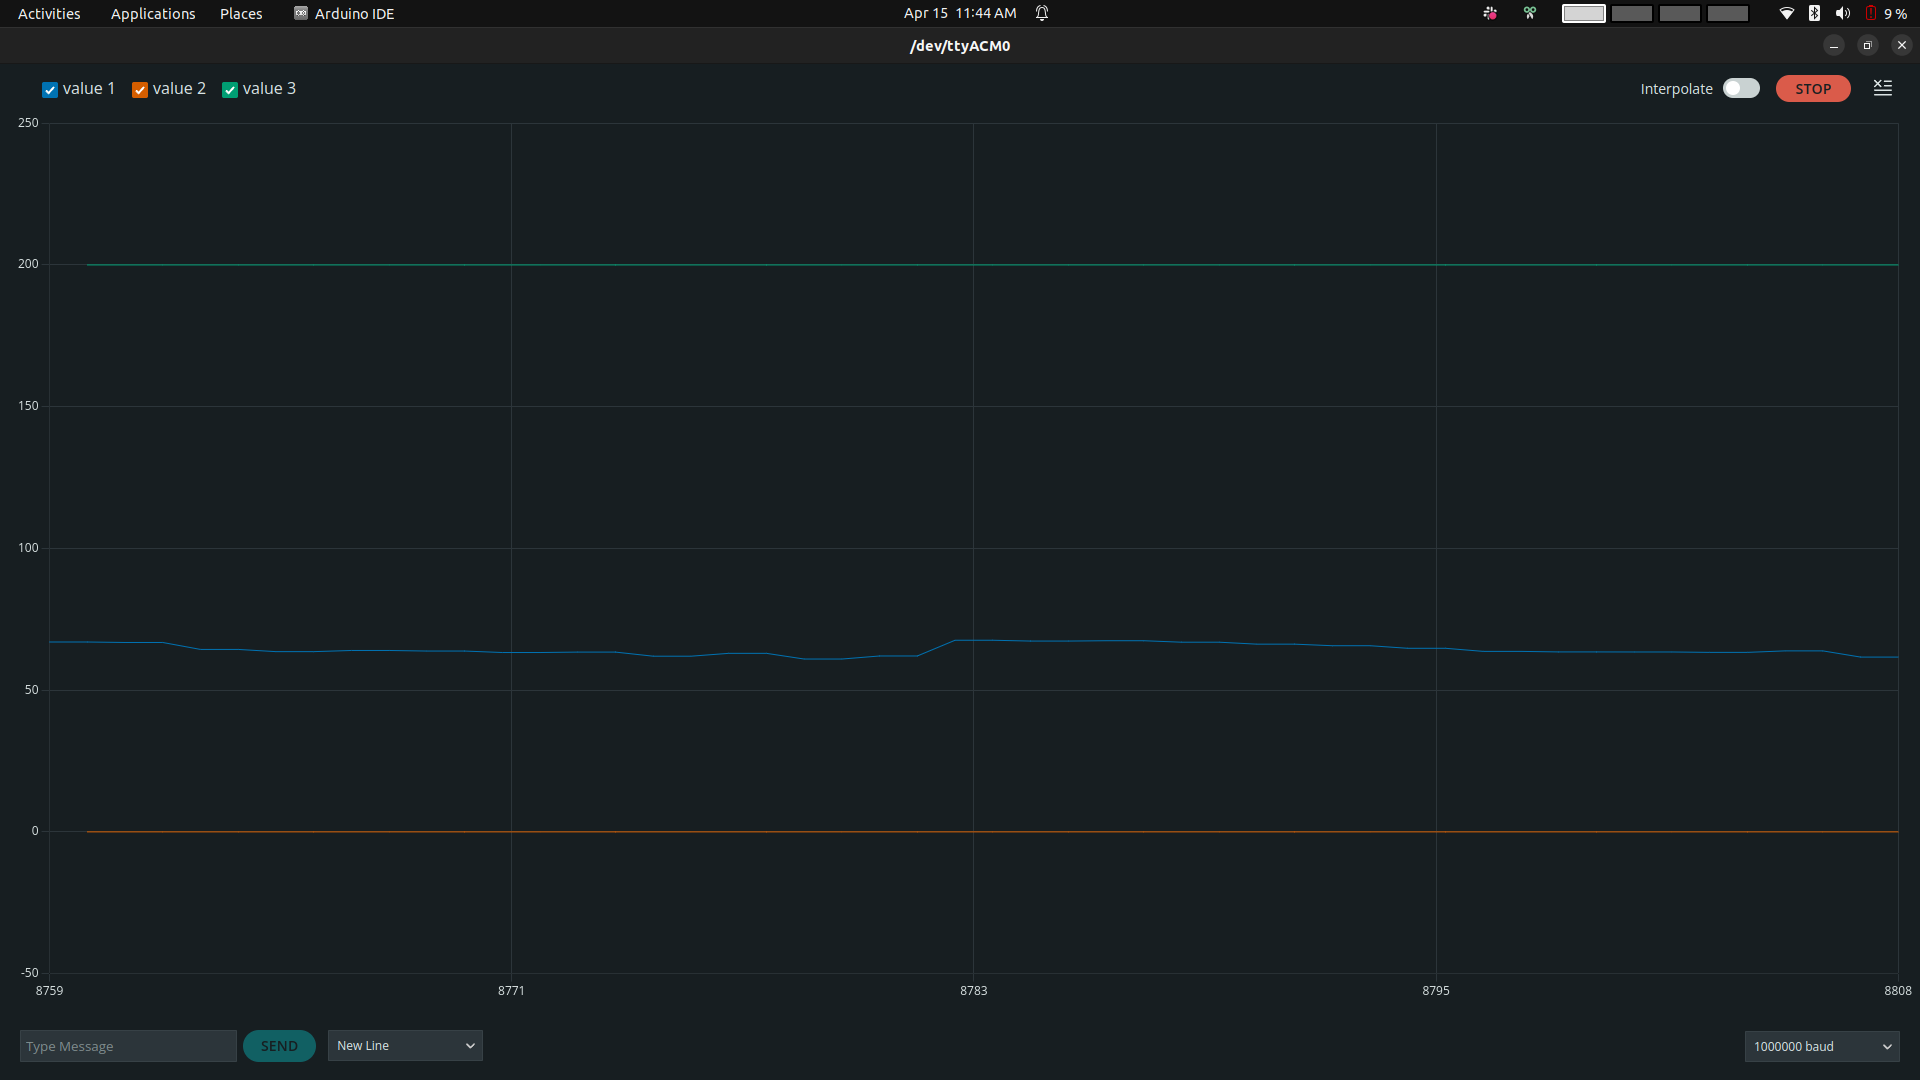 Activities Applications Places Arduino IDE Apr 15 11:44 AM 9 %
/dev/ttyACM0
value 1 value 2 value 3 Interpolate STOP
250
200
150
100
50
0
-50
8759 8771 8783 8795 8808
Type Message SEND New Line 1000000 baud